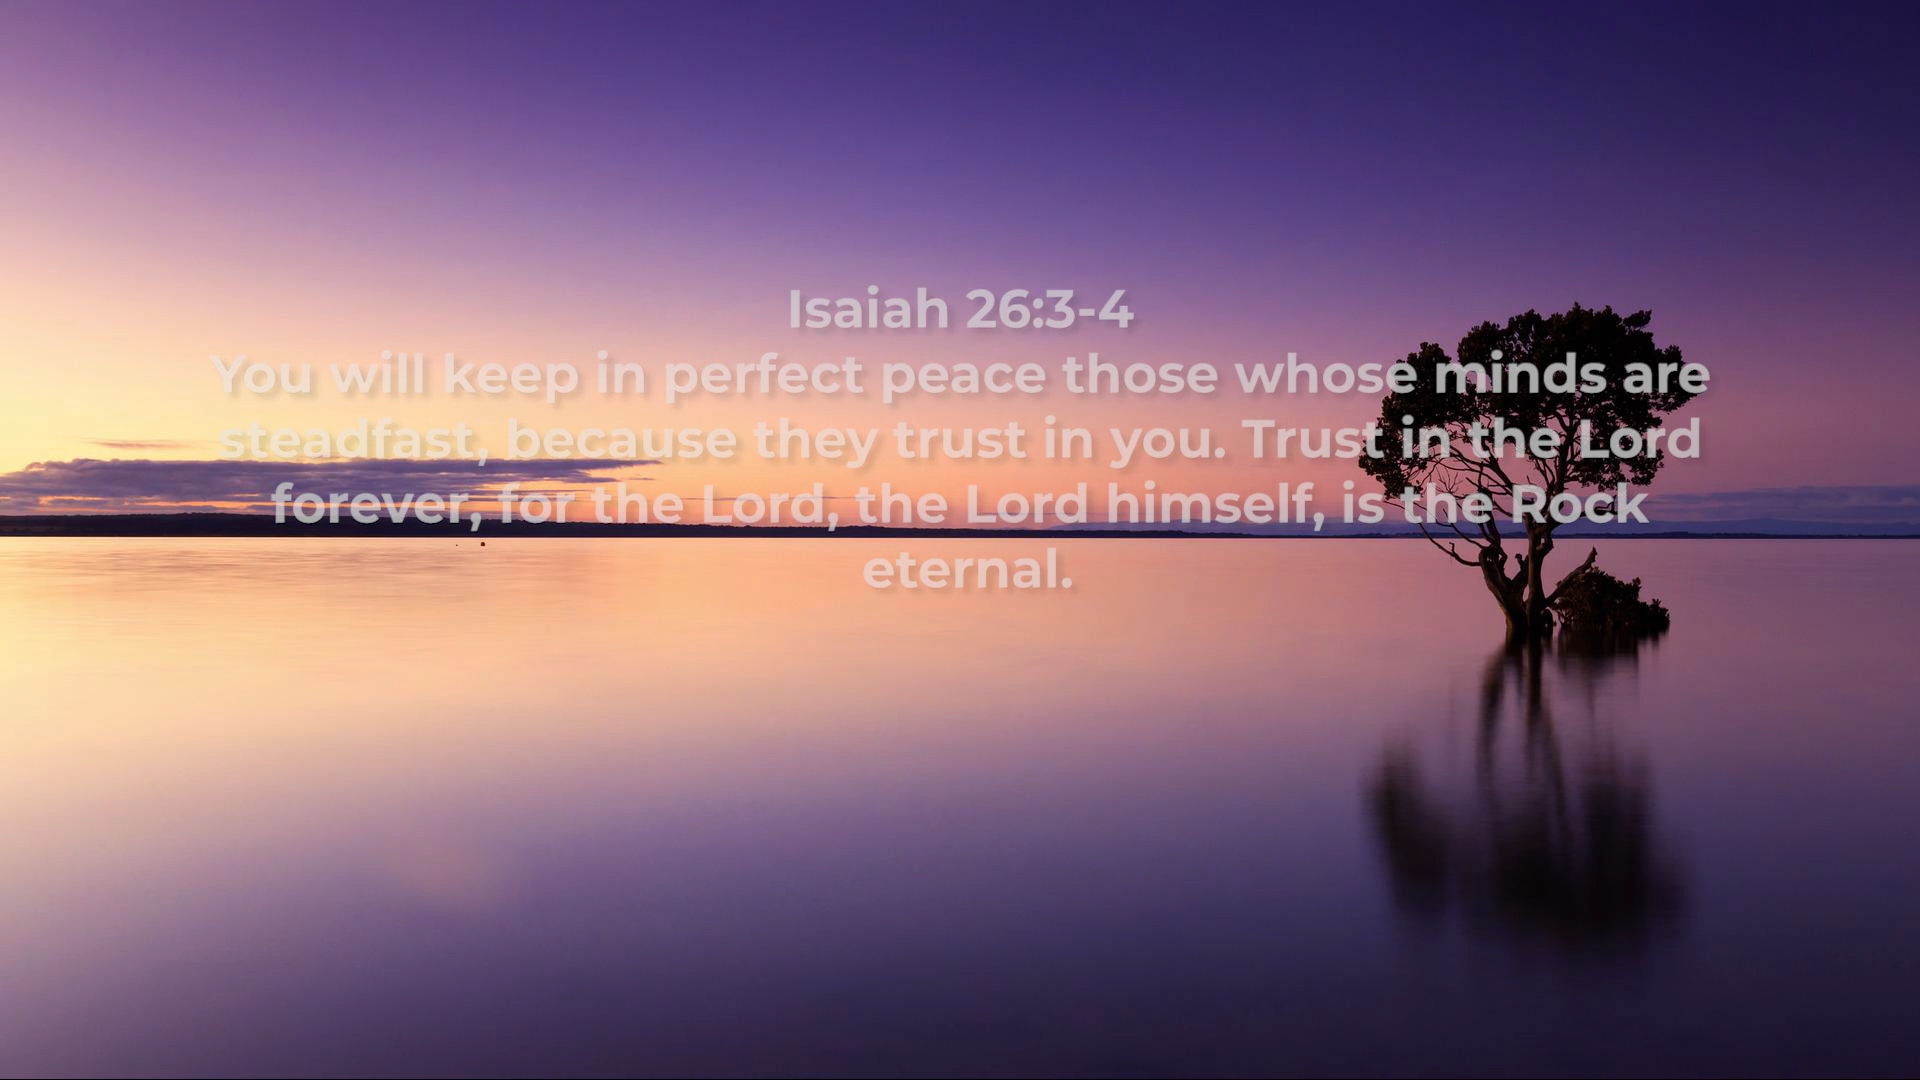 Isaiah 26:3-4
You will keep in perfect peace those whose minds are
steadfast, because they trust in you. Trust in the Lord
forever, for the Lord, the Lord himself, is the Rock
eternal.